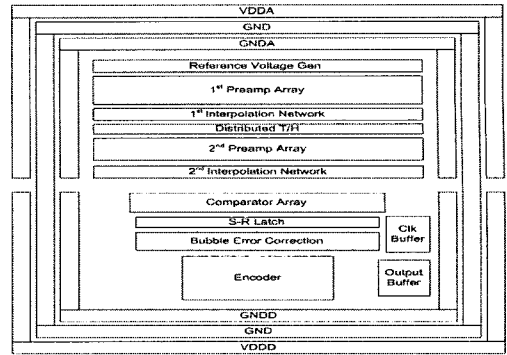 VDDA
GND
GNDA
Reference Voltage Gen
1st Preamp Array
1st Interpolation Network
Distributed T/H
2nd Preamp Array
2nd Interpolation Network
Comparator Array
S-R Latch
Bubble Error Correction
Clk
Buffer
Encoder
Output
Buffer
GNDD
GND
VDDD